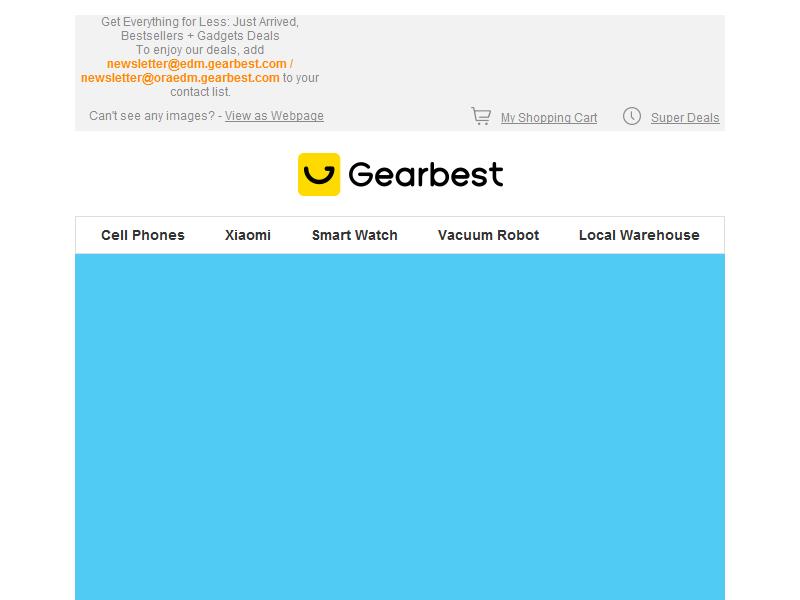 Get Everything for Less: Just Arrived,
Bestsellers + Gadgets Deals
To enjoy our deals, add
newsletter@edm.gearbest.com /
newsletter@oraedm.gearbest.com to your
contact list.
Can't see any images? - View as Webpage
My Shopping Cart
Super Deals
Gearbest
Cell Phones Xiaomi Smart Watch Vacuum Robot Local Warehouse